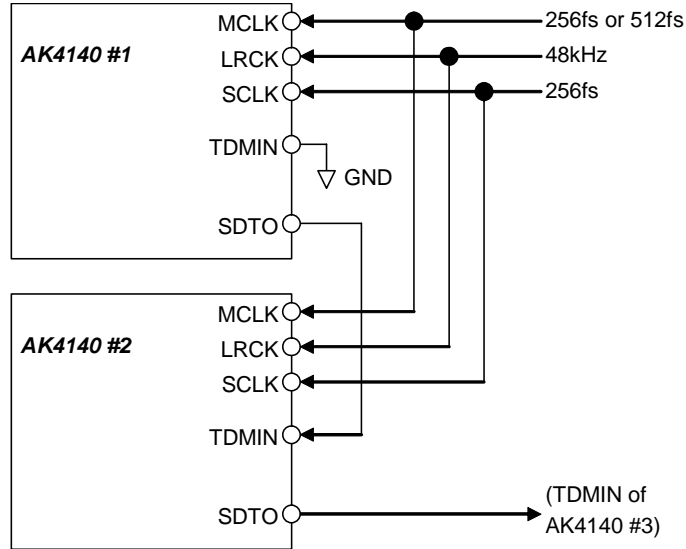 MCLK
256fs or 512fs
AK4140 #1
LRCK
48kHz
SCLK
256fs
TDMIN
GND
SDTO
MCLK
AK4140 #2
LRCK
SCLK
TDMIN
SDTO
(TDMIN of
AK4140 #3)